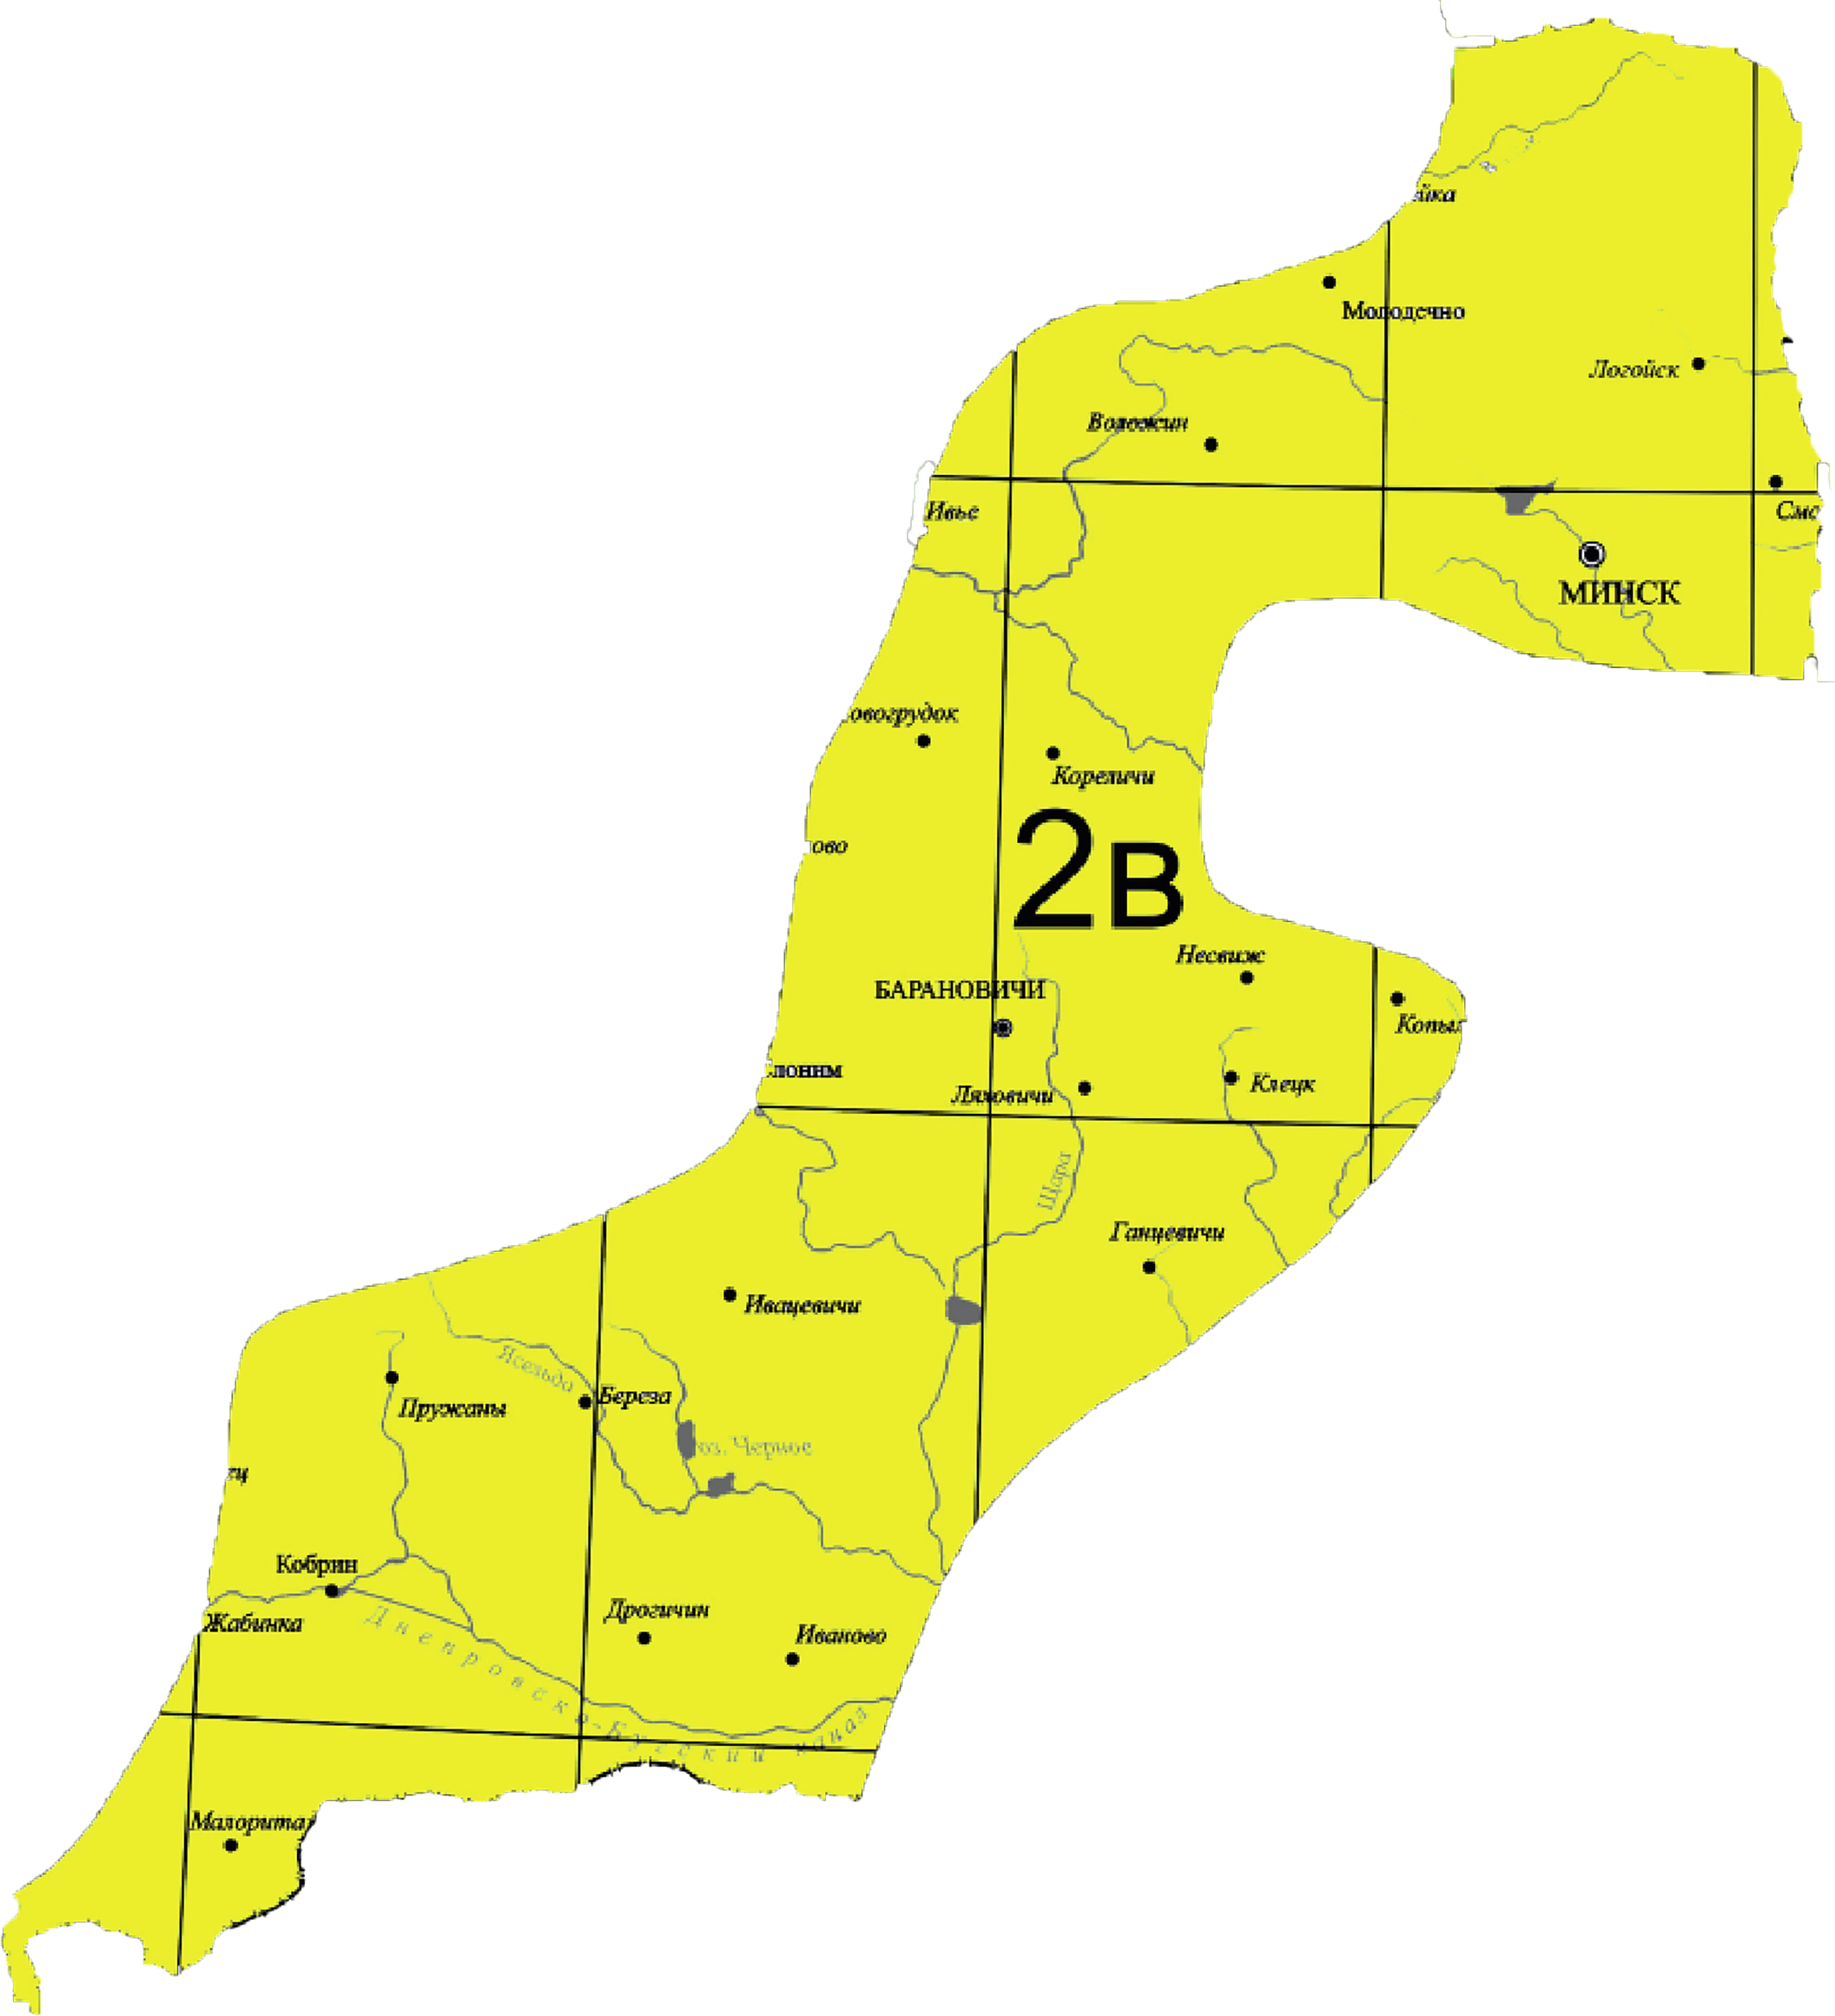 йка
Молодечно
Логойск
Воложин
Ивье
Смо
МИНСК
овогрудок
Кореличи
ово
2в
Несвиж
БАРАНОВИЧИ
Копыл
лоним
Клецк
Ляховичи
Щара
Ганцевичи
Ивацевичи
Ясельда
Береза
Пружаны
оз. Черное
ец
Кобрин
Дрогичин
Жабинка
Иваново
Днепровско-Бугский канал
Малорита